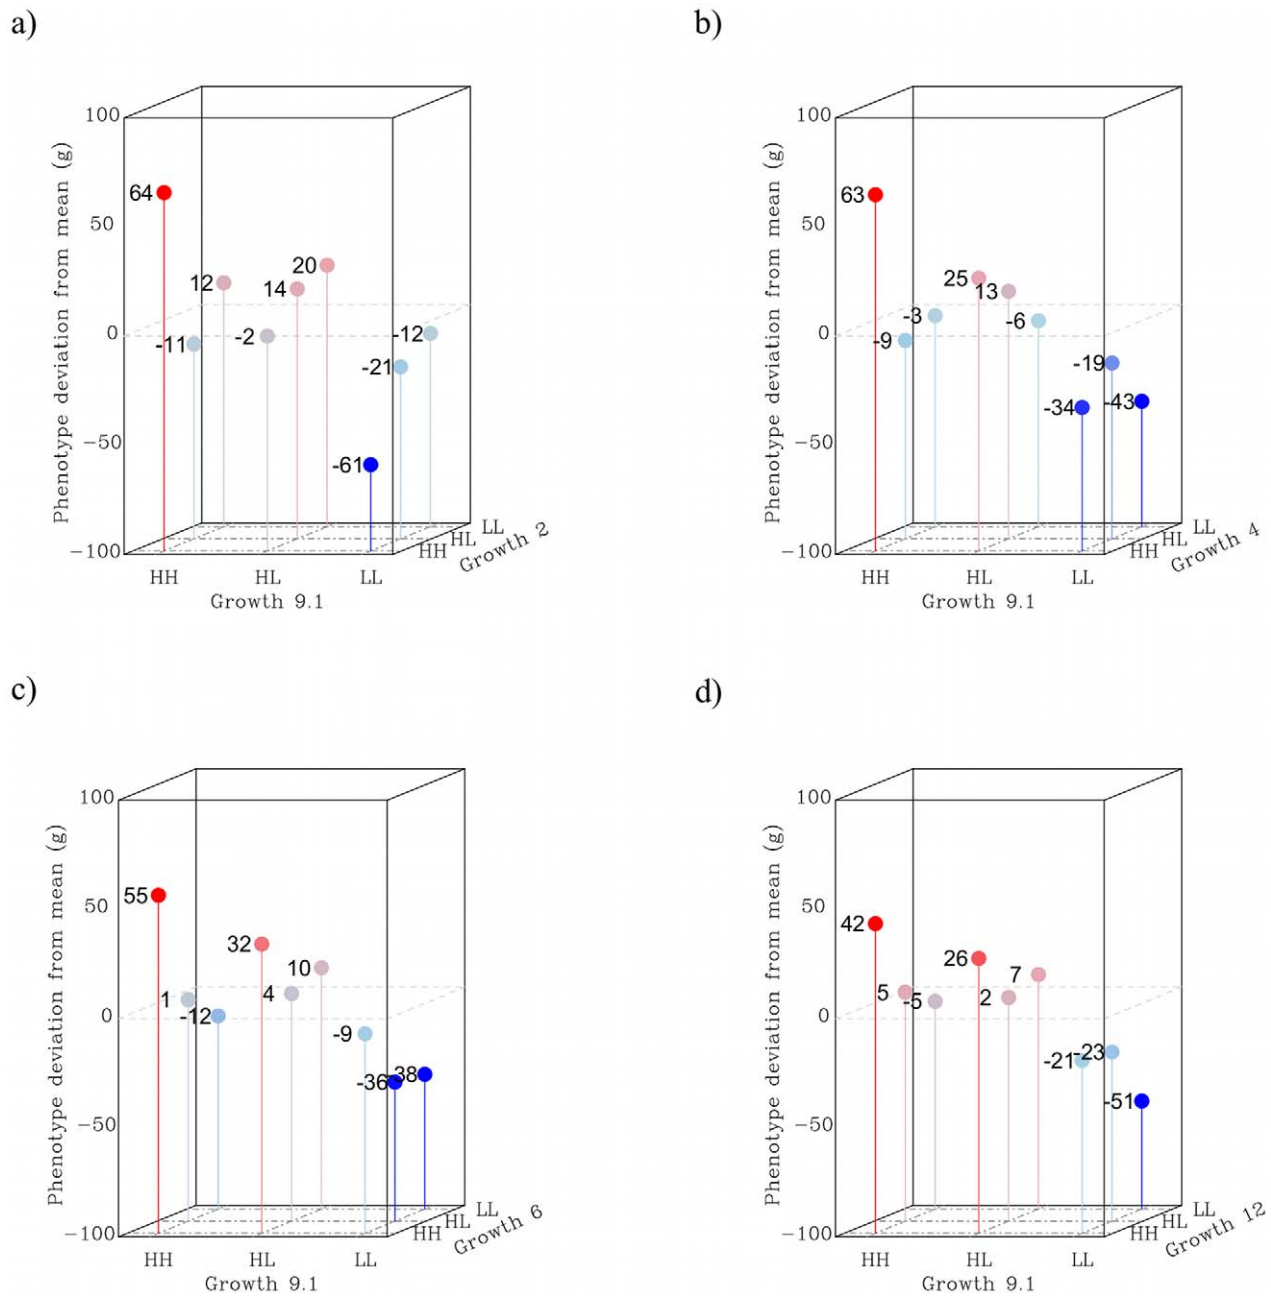 a)
100
50
0
−50
−100
Phenotype deviation from mean (g)
64
12
-11
-2
14
20
-61
-21
-12
HH
HL
LL
Growth 9.1
HH
HL
LL
Growth 2
b)
100
50
0
−50
−100
Phenotype deviation from mean (g)
63
-9
-3
25
13
-6
-34
-19
-43
HH
HL
LL
Growth 9.1
HH
HL
LL
Growth 4
c)
100
50
0
−50
−100
Phenotype deviation from mean (g)
55
1
-12
32
4
10
-9
-36
-38
HH
HL
LL
Growth 9.1
HH
HL
LL
Growth 6
d)
100
50
0
−50
−100
Phenotype deviation from mean (g)
42
5
-5
26
2
7
-21
-23
-51
HH
HL
LL
Growth 9.1
HH
HL
LL
Growth 12